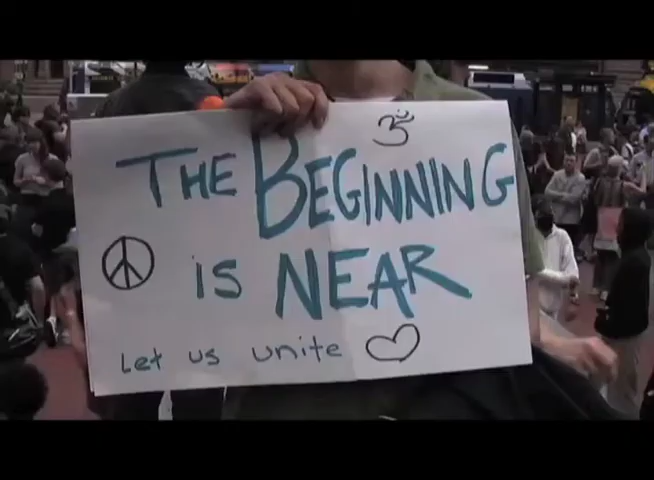 ॐ
THE BEGINNING
IS NEAR
Let us unite